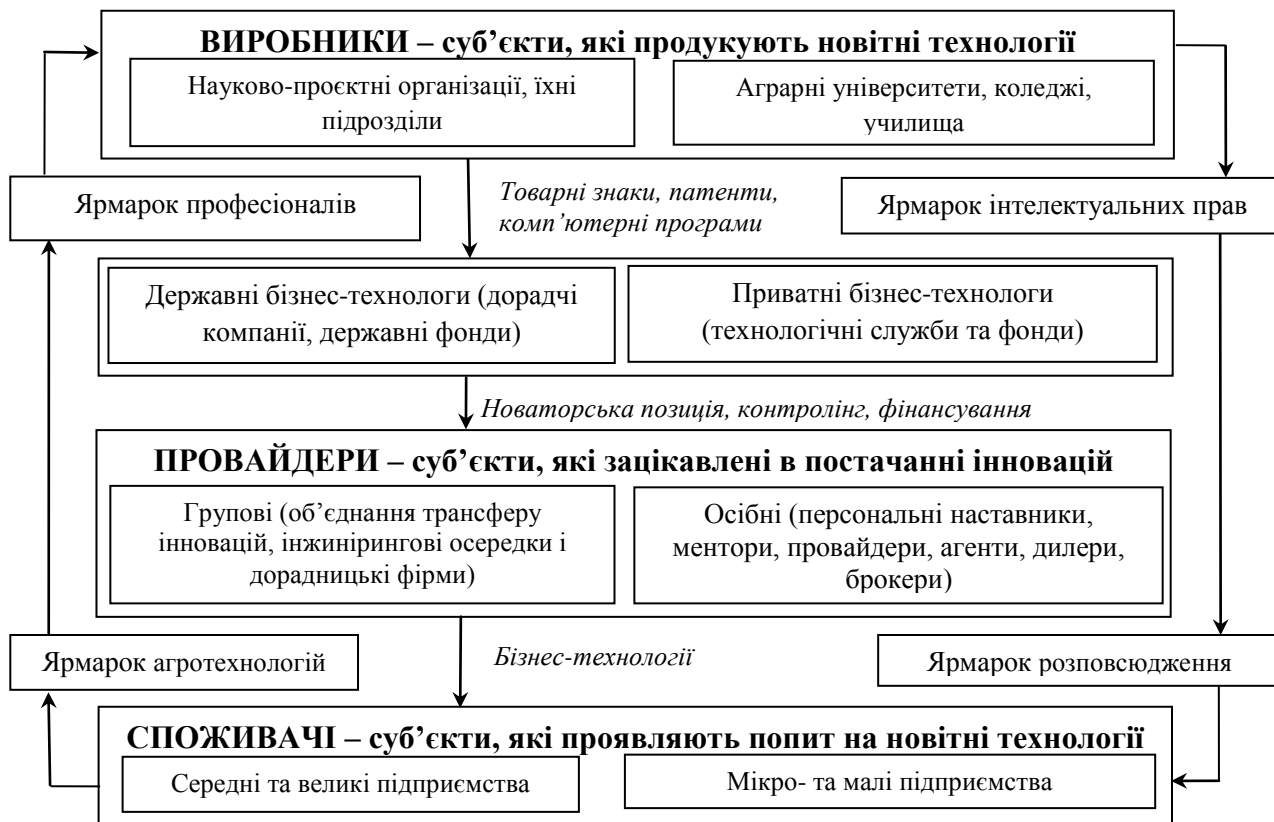 ВИРОБНИКИ – суб’єкти, які продукують новітні технології
Науково-проєктні організації, їхні
підрозділи
Аграрні університети, коледжі,
училища
Ярмарок професіоналів
Товарні знаки, патенти,
комп’ютерні програми
Ярмарок інтелектуальних прав
Державні бізнес-технологи (дорадчі
компанії, державні фонди)
Приватні бізнес-технологи
(технологічні служби та фонди)
Новаторська позиція, контролінг, фінансування
ПРОВАЙДЕРИ – суб’єкти, які зацікавлені в постачанні інновацій
Групові (об’єднання трансферу
інновацій, інжинірингові осередки і
дорадницькі фірми)
Осібні (персональні наставники,
ментори, провайдери, агенти, дилери,
брокери)
Ярмарок агротехнологій
Бізнес-технології
Ярмарок розповсюдження
СПОЖИВАЧІ – суб’єкти, які проявляють попит на новітні технології
Середні та великі підприємства
Мікро- та малі підприємства